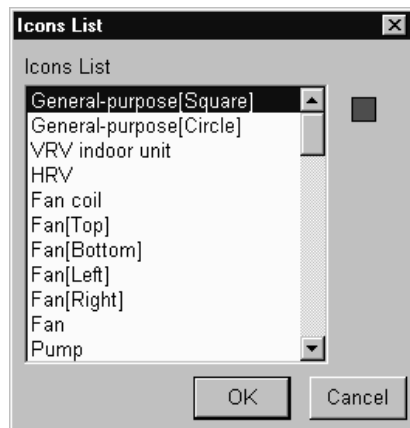 Icons List
Icons List
General-purpose[Square]
General-purpose[Circle]
VRV indoor unit
HRV
Fan coil
Fan[Top]
Fan[Bottom]
Fan[Left]
Fan[Right]
Fan
Pump
OK Cancel